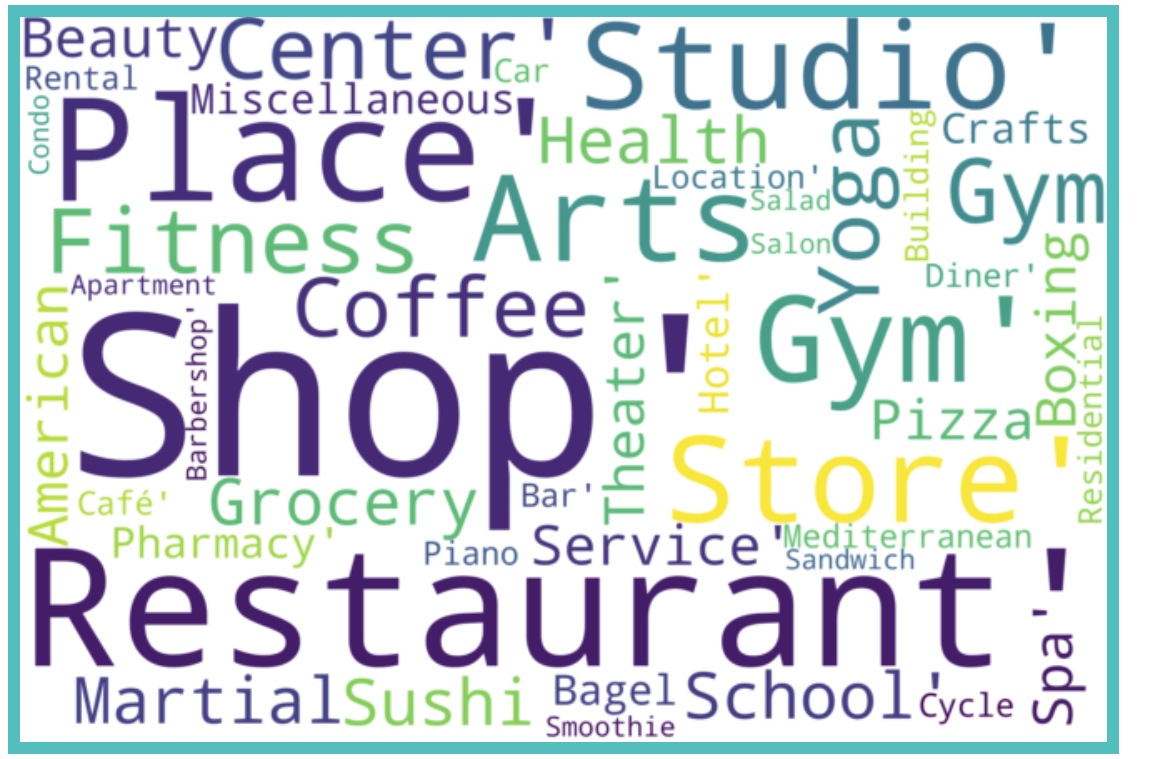 Beauty
Center'
Studio'
Rental
Car
Miscellaneous
Condo
Place'
Health
Yoga
Building
Crafts
Location'
Gym
Arts
Salad
Fitness
Salon
Boxing
Diner'
Apartment
Coffee
Theater'
Hotel'
Gym'
American
Shop'
Barbershop'
Residential
Pizza
Store'
Café'
Grocery
Bar'
Pharmacy'
Piano
Service'
Mediterranean
Sandwich
Restaurant'
Spa'
Martial
Sushi
Bagel
School'
Cycle
Smoothie